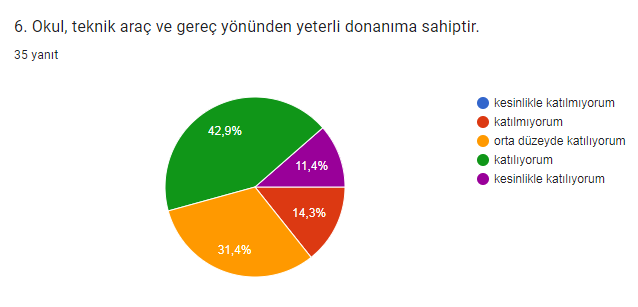 6. Okul, teknik araç ve gereç yönünden yeterli donanıma sahiptir.
35 yanıt
kesinlikle katılmıyorum
katılmıyorum
orta düzeyde katılıyorum
katılıyorum
kesinlikle katılıyorum
42,9%
11,4%
14,3%
31,4%